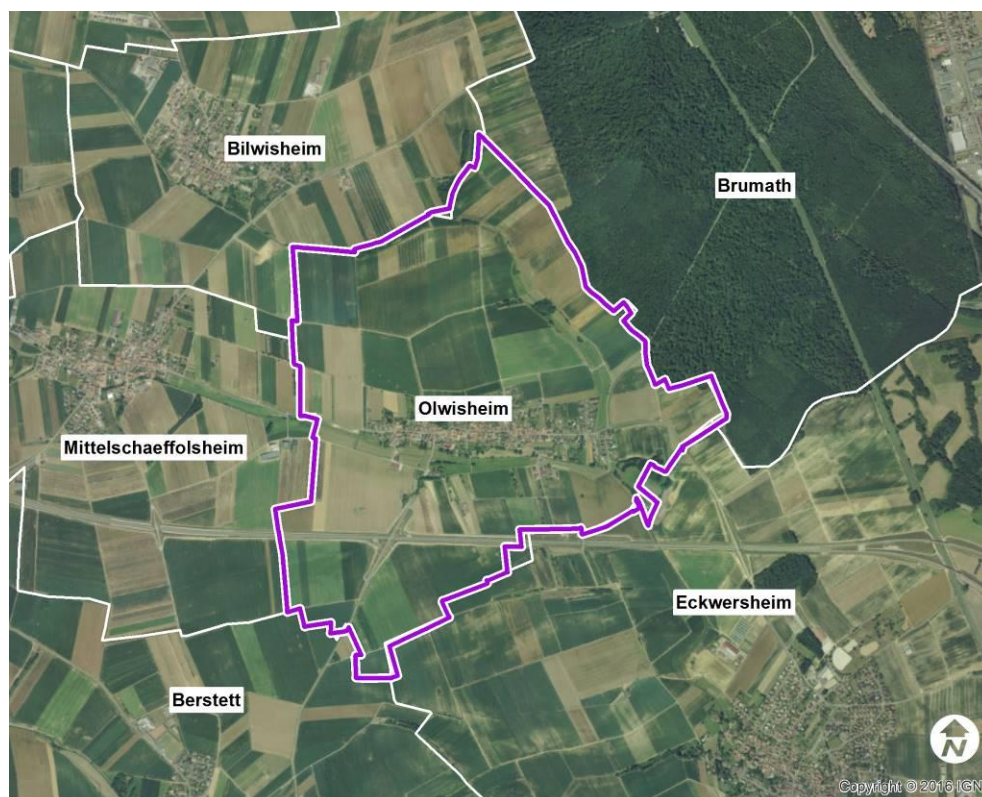 Bilwisheim
Brumath
Olwisheim
Mittelschaeffolsheim
Eckwersheim
Berstett
N
Copyright © 2016 IGN